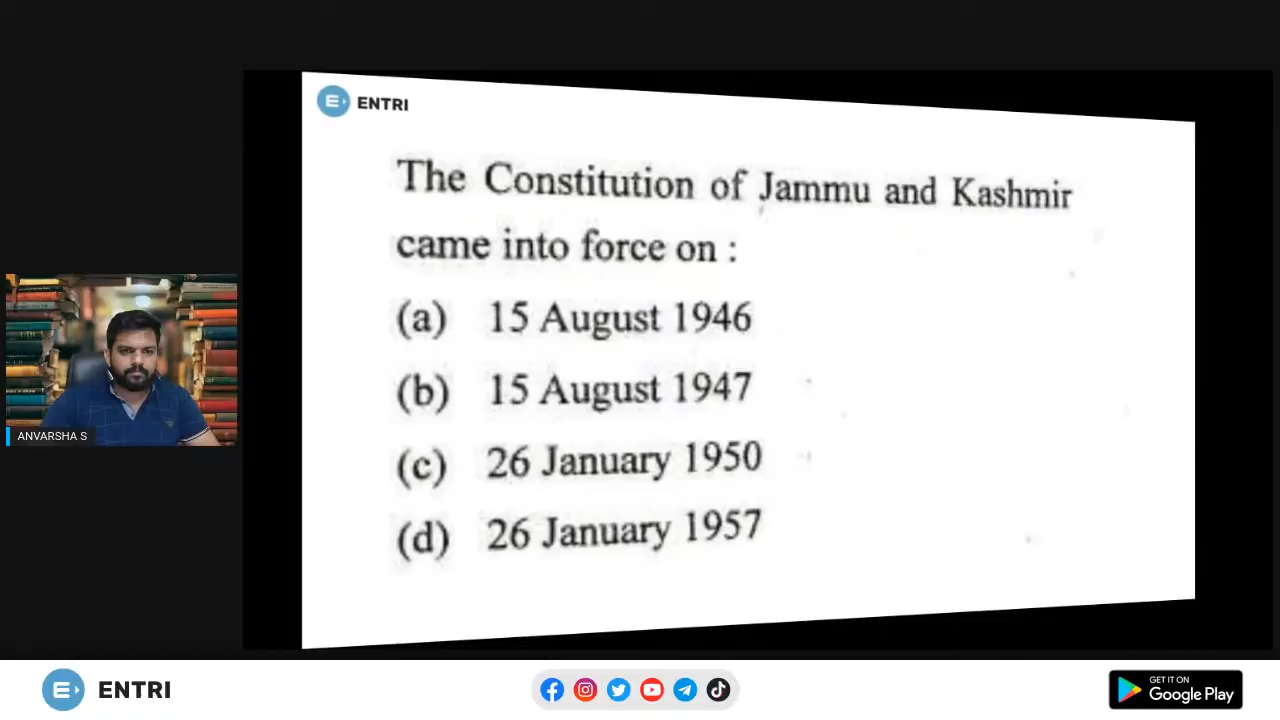 ENTRI
The Constitution of Jammu and Kashmir
came into force on :
(a) 15 August 1946
(b) 15 August 1947
(c) 26 January 1950
(d) 26 January 1957
ANVARSHA S
ENTRI
GET IT ON
Google Play